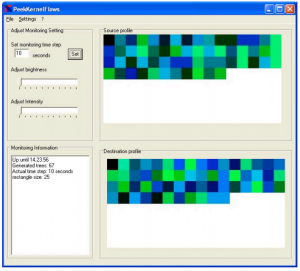 PeekKernelFlows
File Settings ?
Adjust Monitoring Setting
Set monitoring time step
10 seconds Set
Adjust brightness
Adjust Intensity
Source profile
Monitoring Information
Up until 14.23.56
Generated trees: 67
Actual time step: 10 seconds
rectangle size: 25
Destination profile